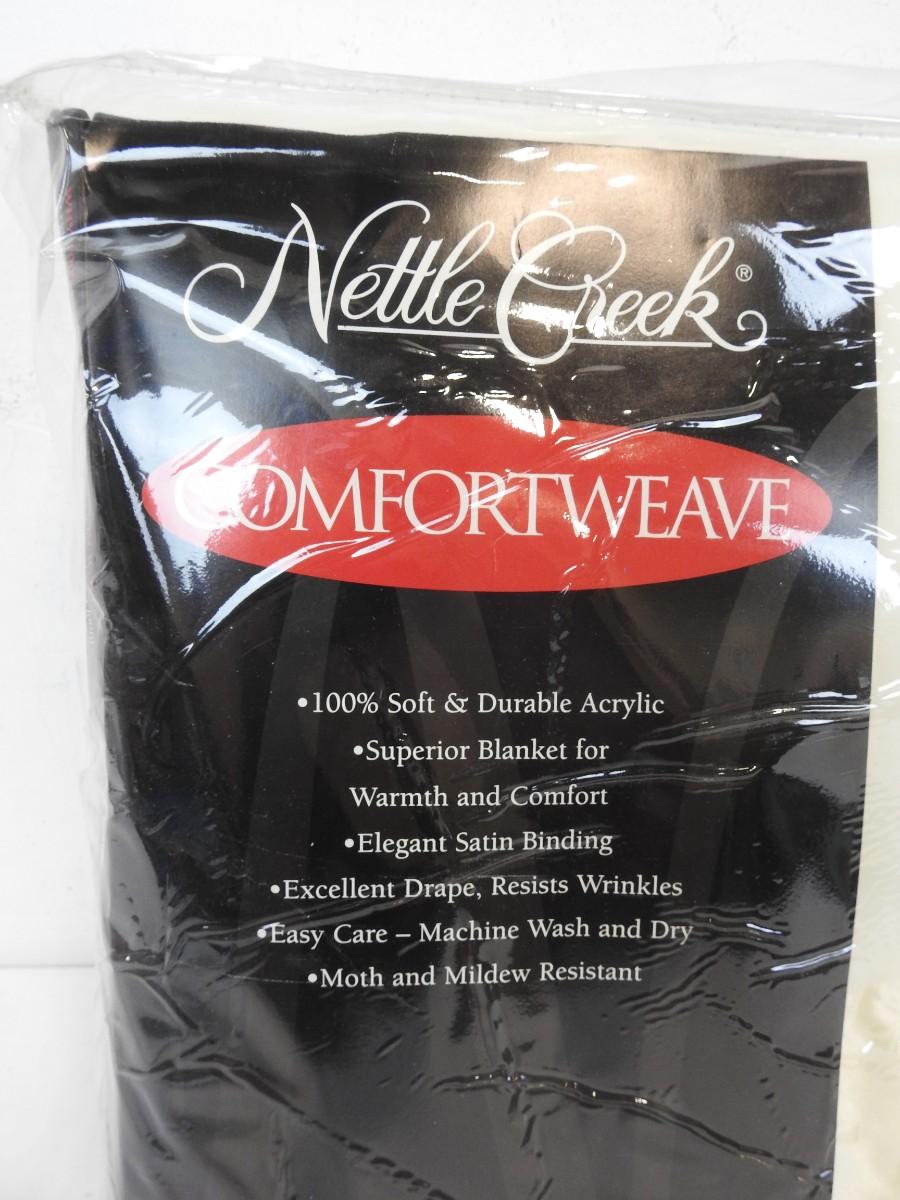 Nettle Creek®
COMFORTWEAVE
•100% Soft & Durable Acrylic
•Superior Blanket for
Warmth and Comfort
•Elegant Satin Binding
•Excellent Drape, Resists Wrinkles
•Easy Care – Machine Wash and Dry
•Moth and Mildew Resistant